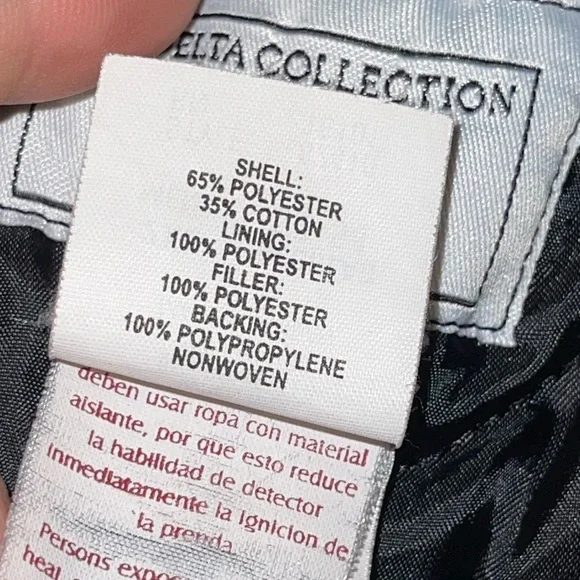 ELTA COLLECTION
SHELL:
65% POLYESTER
35% COTTON
LINING:
100% POLYESTER
FILLER:
100% POLYESTER
BACKING:
100% POLYPROPYLENE
NONWOVEN
deben usar ropa con material
aislante, por que esto reduce
la habilidad de detector
inmediatamente la ignicion de
la prenda
Persons expo
heal